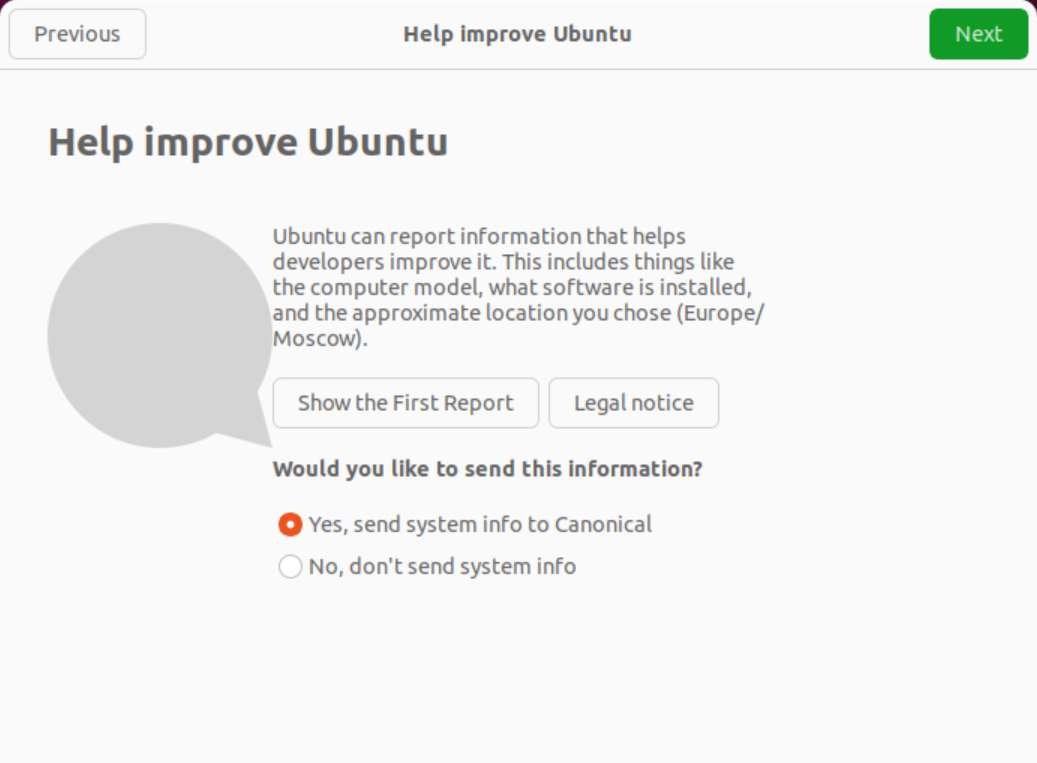 Previous
Help improve Ubuntu
Next
Help improve Ubuntu
Ubuntu can report information that helps
developers improve it. This includes things like
the computer model, what software is installed,
and the approximate location you chose (Europe/
Moscow).
Show the First Report
Legal notice
Would you like to send this information?
Yes, send system info to Canonical
No, don't send system info